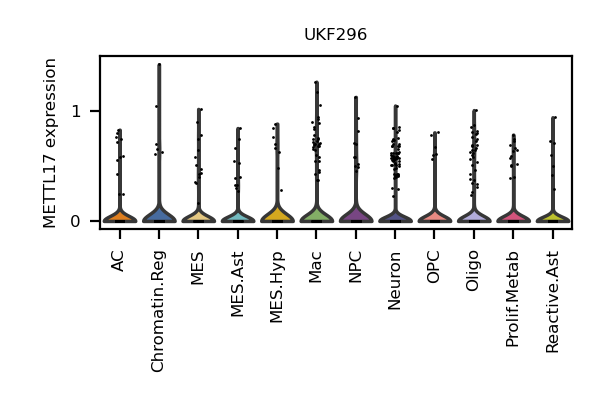 UKF296
METTL17 expression
1
0
AC
Chromatin.Reg
MES
MES.Ast
MES.Hyp
Mac
NPC
Neuron
OPC
Oligo
Prolif.Metab
Reactive.Ast